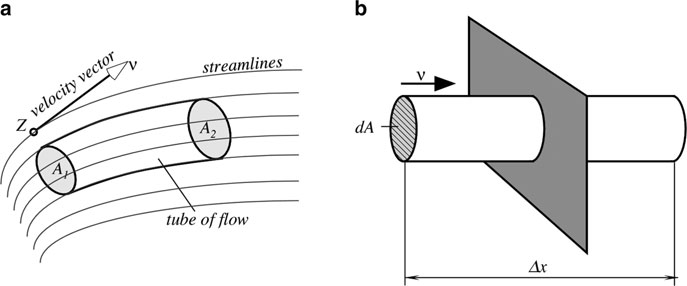 a
velocity vector
v
streamlines
Z
A1
A2
tube of flow
b
v
dA
Δx